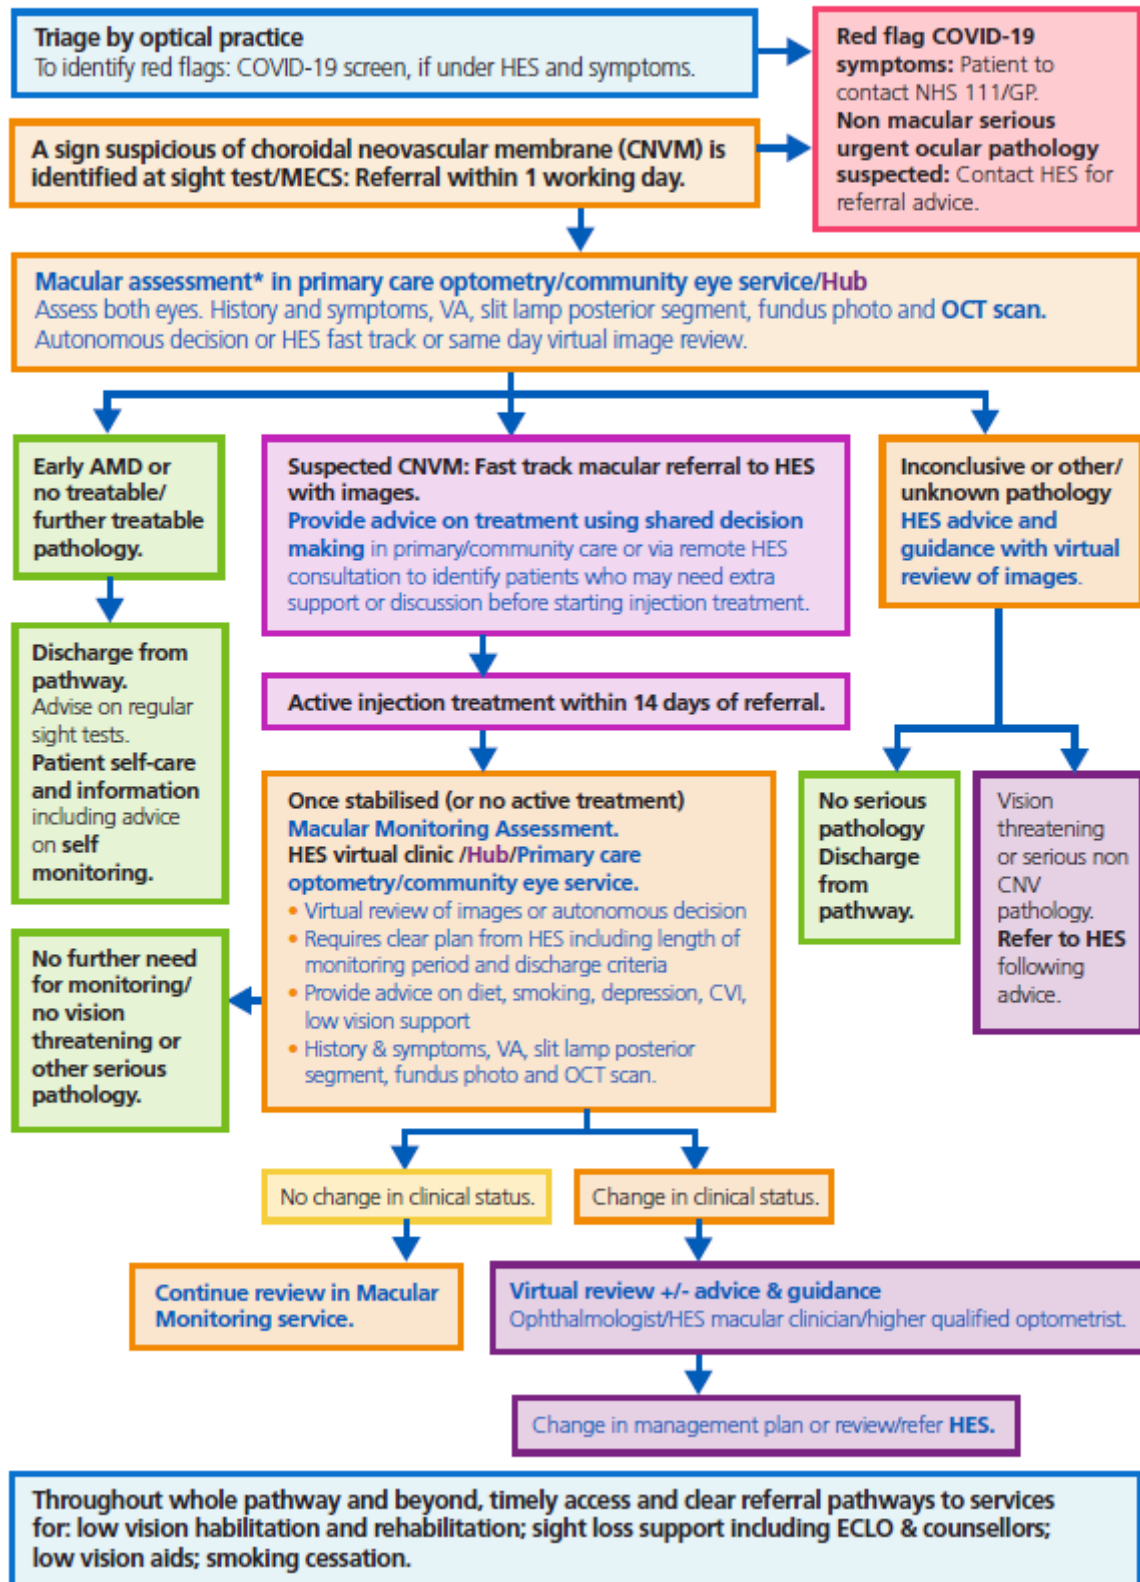 Triage by optical practice
To identify red flags: COVID-19 screen, if under HES and symptoms.
Red flag COVID-19
symptoms: Patient to
contact NHS 111/GP.
Non macular serious
urgent ocular pathology
suspected: Contact HES for
referral advice.
A sign suspicious of choroidal neovascular membrane (CNVM) is
identified at sight test/MECS: Referral within 1 working day.
Macular assessment* in primary care optometry/community eye service/Hub
Assess both eyes. History and symptoms, VA, slit lamp posterior segment, fundus photo and OCT scan.
Autonomous decision or HES fast track or same day virtual image review.
Early AMD or
no treatable/
further treatable
pathology.
Suspected CNVM: Fast track macular referral to HES
with images.
Provide advice on treatment using shared decision
making in primary/community care or via remote HES
consultation to identify patients who may need extra
support or discussion before starting injection treatment.
Inconclusive or other/
unknown pathology
HES advice and
guidance with virtual
review of images.
Discharge from
pathway.
Advise on regular
sight tests.
Patient self-care
and information
including advice
on self
monitoring.
Active injection treatment within 14 days of referral.
Once stabilised (or no active treatment)
Macular Monitoring Assessment.
HES virtual clinic /Hub/Primary care
optometry/community eye service.
• Virtual review of images or autonomous decision
• Requires clear plan from HES including length of
monitoring period and discharge criteria
• Provide advice on diet, smoking, depression, CVI,
low vision support
• History & symptoms, VA, slit lamp posterior
segment, fundus photo and OCT scan.
No serious
pathology
Discharge
from
pathway.
Vision
threatening
or serious non
CNV
pathology.
Refer to HES
following
advice.
No further need
for monitoring/
no vision
threatening or
other serious
pathology.
No change in clinical status.
Change in clinical status.
Continue review in Macular
Monitoring service.
Virtual review +/- advice & guidance
Ophthalmologist/HES macular clinician/higher qualified optometrist.
Change in management plan or review/refer HES.
Throughout whole pathway and beyond, timely access and clear referral pathways to services
for: low vision habilitation and rehabilitation; sight loss support including ECLO & counsellors;
low vision aids; smoking cessation.